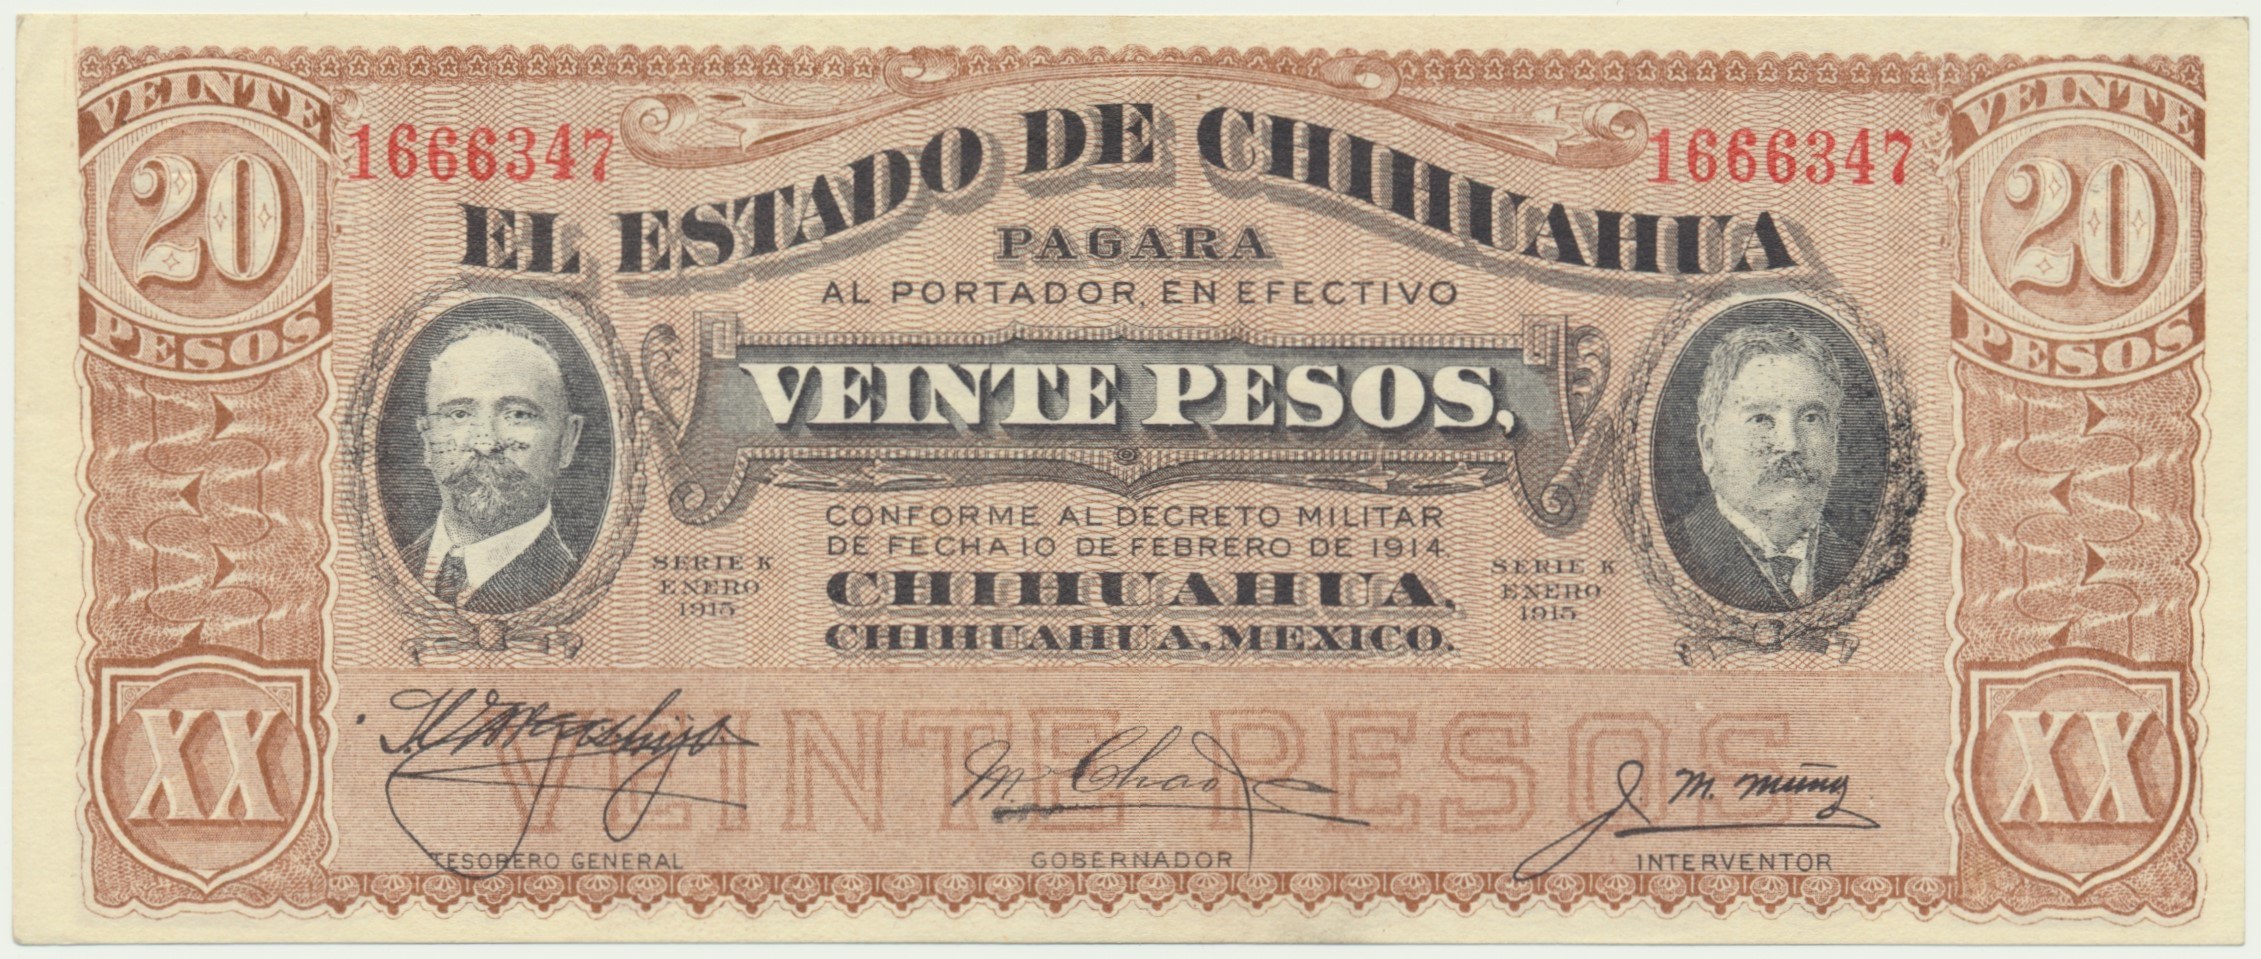 VEINTE
20
PESOS
1666347
1666347
VEINTE
20
PESOS
EL ESTADO DE CHIHUAHUA
PAGARA
AL PORTADOR, EN EFECTIVO
VEINTE PESOS,
CONFORME AL DECRETO MILITAR
DE FECHA 10 DE FEBRERO DE 1914.
SERIE K
ENERO
1915
CHIHUAHUA,
CHIHUAHUA, MEXICO.
SERIE K
ENERO
1915
XX
VEINTE PESOS
XX
M. Chao
J. M. Muñoz
TESORERO GENERAL
GOBERNADOR
INTERVENTOR